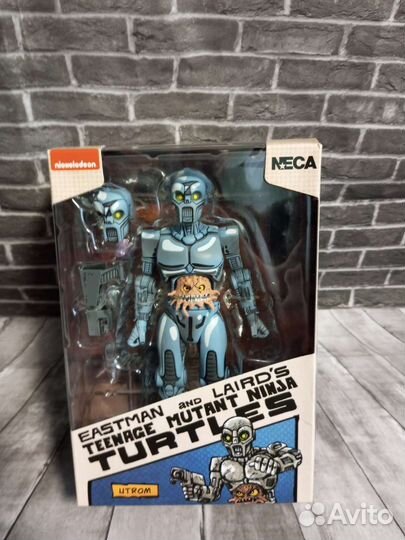 nickelodeon
NECA
EASTMAN AND LAIRD'S
TEENAGE MUTANT NINJA
TURTLES
UTROM
Avito